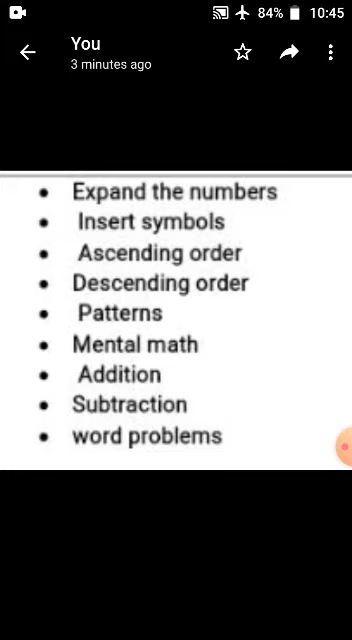 84% 10:45
You
3 minutes ago
• Expand the numbers
• Insert symbols
• Ascending order
• Descending order
• Patterns
• Mental math
• Addition
• Subtraction
• word problems